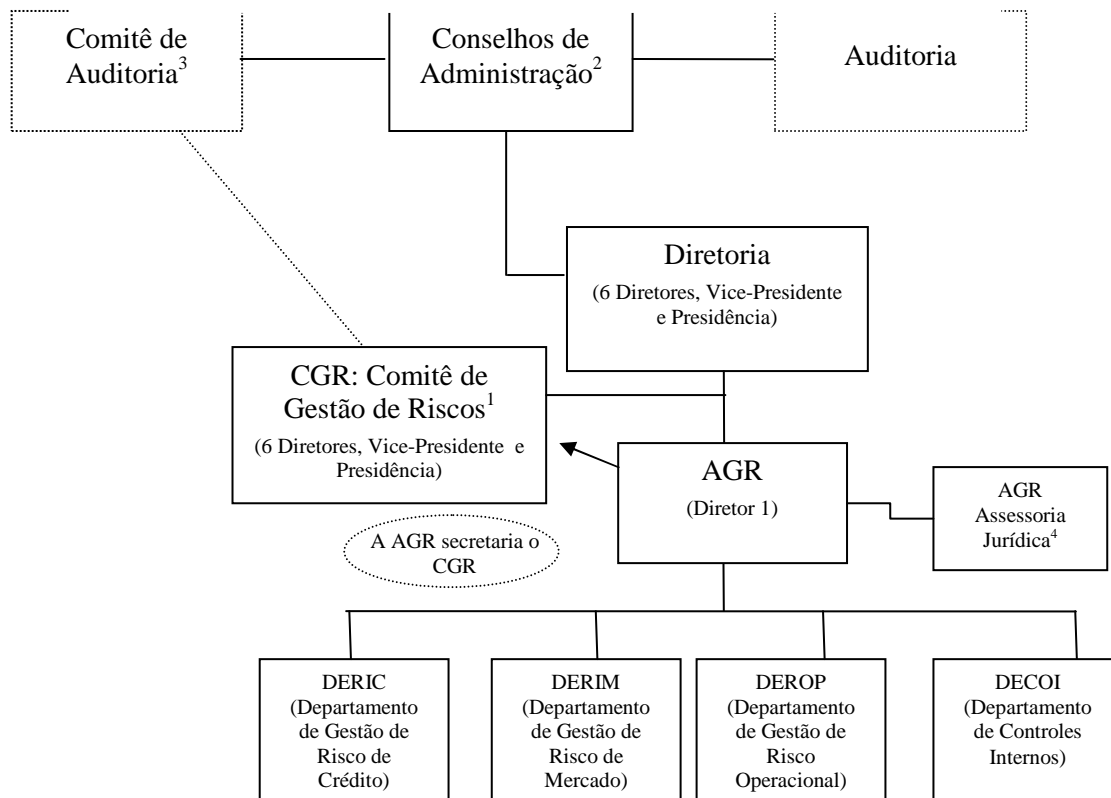 Comitê de
Auditoria³
Conselhos de
Administração²
Auditoria
Diretoria
(6 Diretores, Vice-Presidente
e Presidência)
CGR: Comitê de
Gestão de Riscos¹
(6 Diretores, Vice-Presidente e
Presidência)
AGR
(Diretor 1)
AGR
Assessoria
Jurídica⁴
A AGR secretaria o
CGR
DERIC
(Departamento
de Gestão de
Risco de
Crédito)
DERIM
(Departamento
de Gestão de
Risco de
Mercado)
DEROP
(Departamento
de Gestão de
Risco
Operacional)
DECOI
(Departamento
de Controles
Internos)